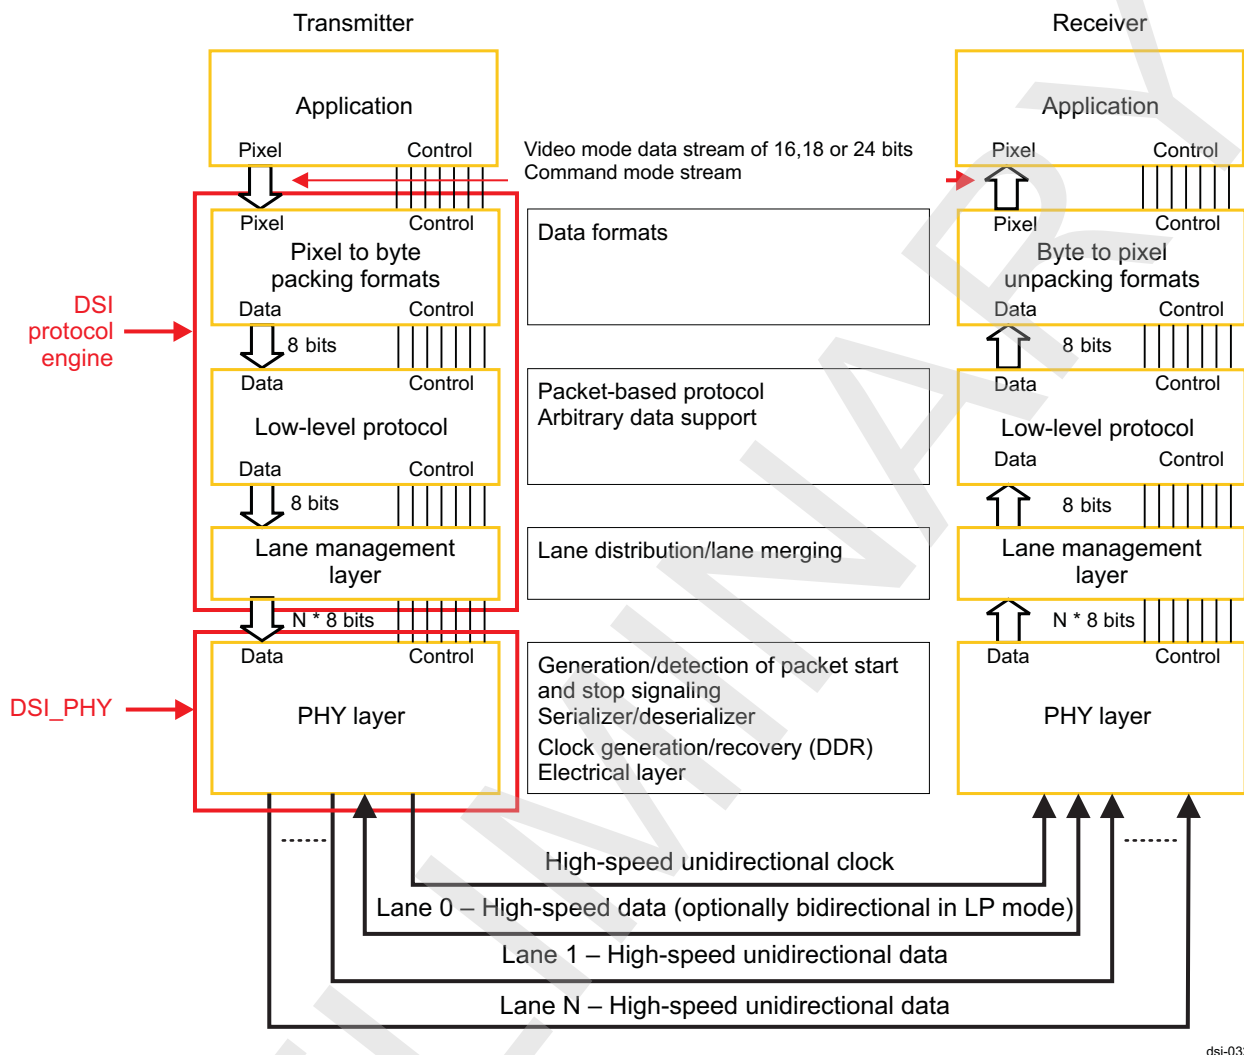 Transmitter
Receiver
Application
Pixel
Control
Video mode data stream of 16,18 or 24 bits
Command mode stream
Application
Pixel
Control
Pixel
Control
Pixel to byte
packing formats
Data
Control
Data formats
Pixel
Control
Byte to pixel
unpacking formats
Data
Control
DSI
protocol
engine
8 bits
8 bits
Data
Control
Low-level protocol
Data
Control
Packet-based protocol
Arbitrary data support
Data
Control
Low-level protocol
Data
Control
8 bits
8 bits
Lane management
layer
Lane distribution/lane merging
Lane management
layer
N * 8 bits
N * 8 bits
DSI_PHY
Data
Control
PHY layer
Generation/detection of packet start
and stop signaling
Serializer/deserializer
Clock generation/recovery (DDR)
Electrical layer
Data
Control
PHY layer
High-speed unidirectional clock
Lane 0 – High-speed data (optionally bidirectional in LP mode)
Lane 1 – High-speed unidirectional data
Lane N – High-speed unidirectional data